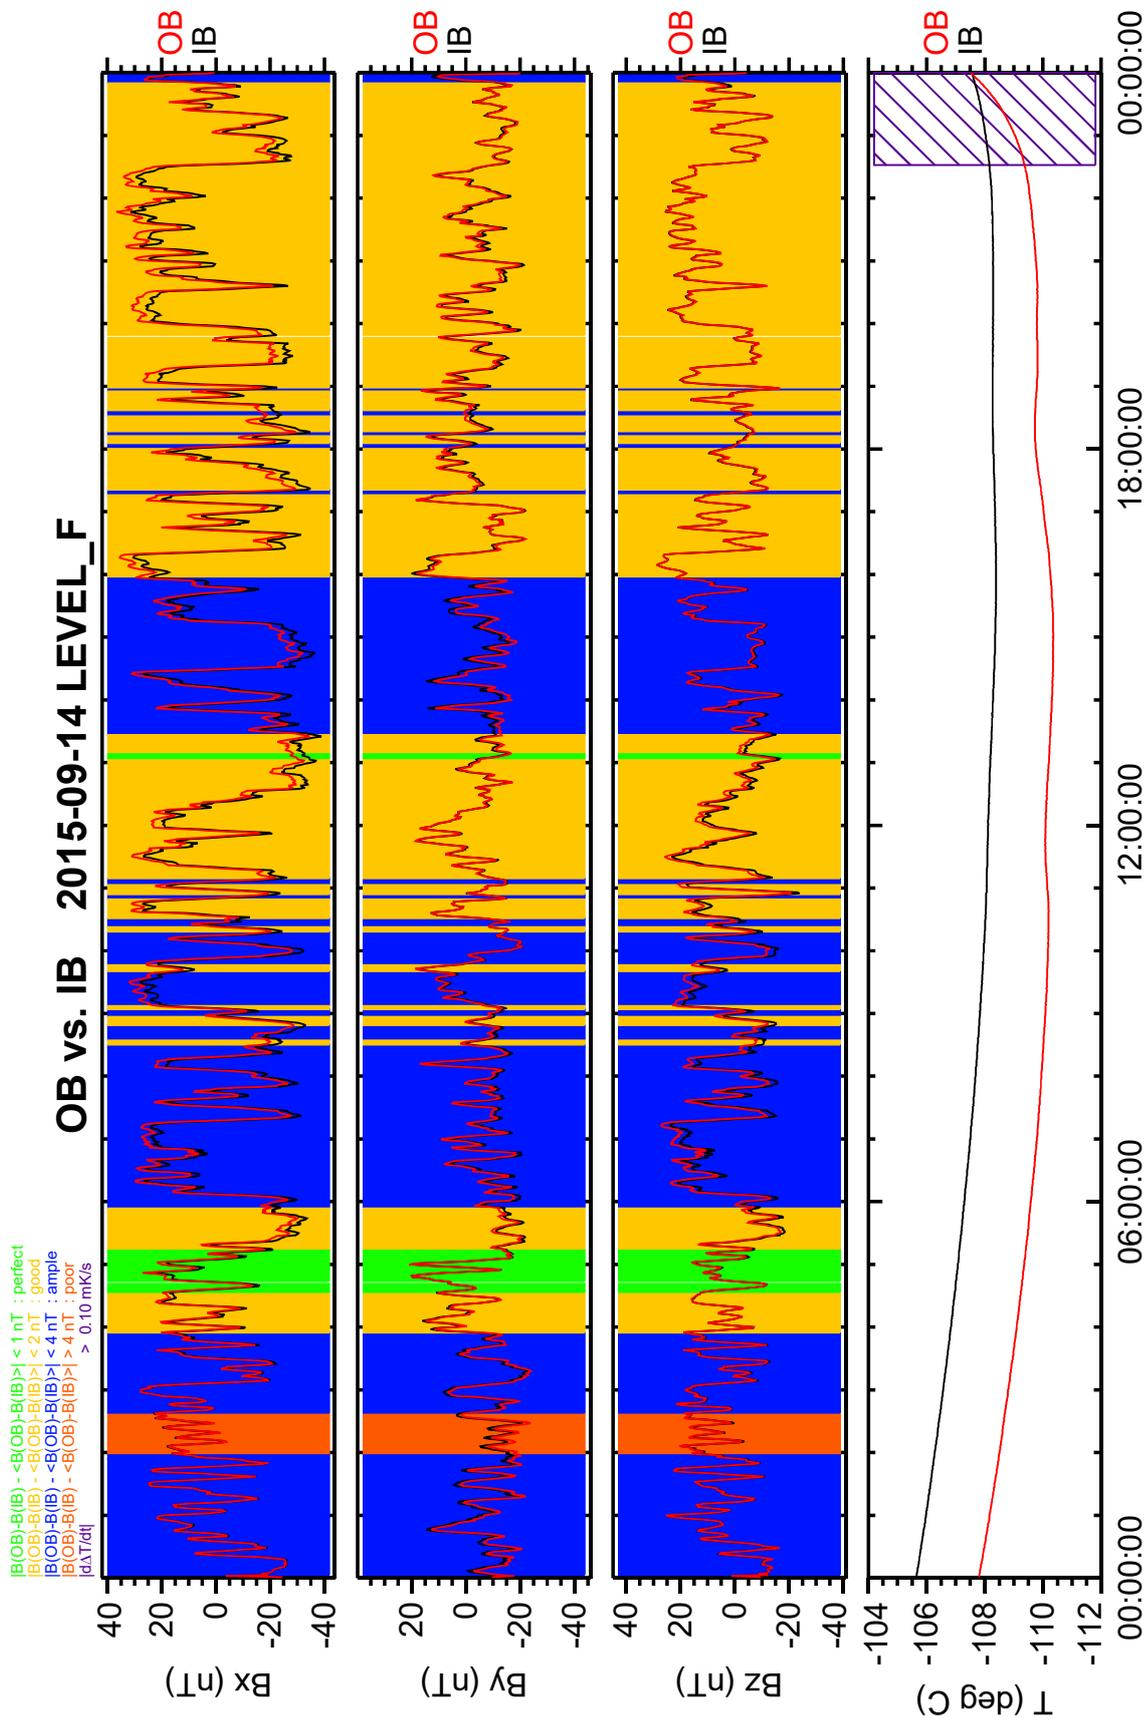 |B(OB)-B(IB) - <B(OB)-B(IB)>| < 1 nT : perfect
|B(OB)-B(IB) - <B(OB)-B(IB)>| < 2 nT : good
|B(OB)-B(IB) - <B(OB)-B(IB)>| < 4 nT : ample
|B(OB)-B(IB) - <B(OB)-B(IB)>| > 4 nT : poor
|dΔT/dt| > 0.10 mK/s
OB vs. IB 2015-09-14 LEVEL_F
Bx (nT)
40
20
0
-20
-40
OB
IB
By (nT)
20
0
-20
-40
OB
IB
Bz (nT)
40
20
0
-20
-40
OB
IB
T (deg C)
-104
-106
-108
-110
-112
OB
IB
00:00:00
06:00:00
12:00:00
18:00:00
00:00:00